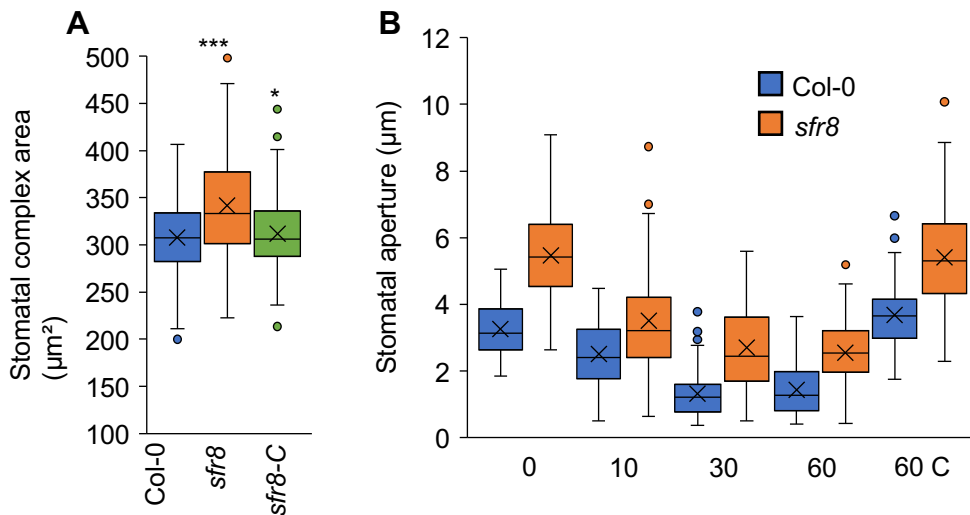 A
Stomatal complex area
(µm²)
500
450
400
350
300
250
200
150
100
***
*
Col-0
sfr8
sfr8-C
B
Stomatal aperture (µm)
12
10
8
6
4
2
0
Col-0
sfr8
0
10
30
60
60 C